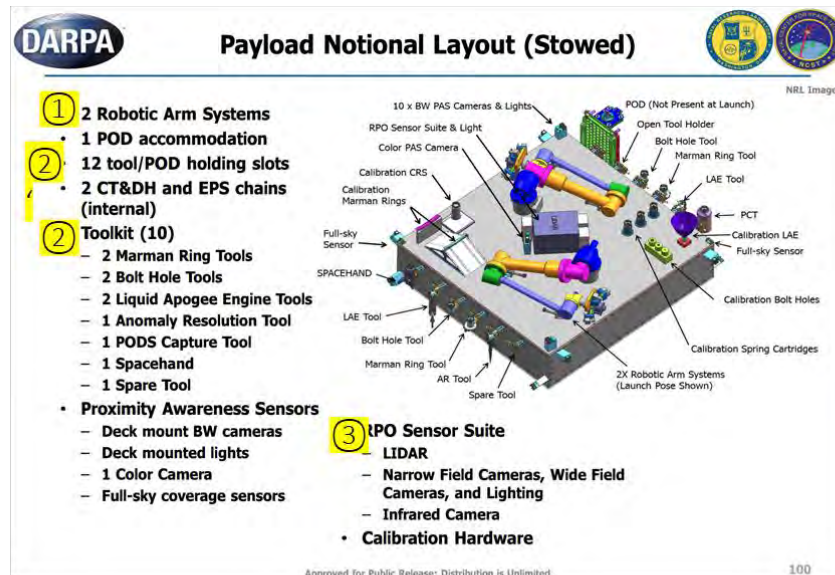 DARPA
Payload Notional Layout (Stowed)
NCST
NRL Image
① 2 Robotic Arm Systems
• 1 POD accommodation
② 12 tool/POD holding slots
• 2 CT&DH and EPS chains
(internal)
② Toolkit (10)
– 2 Marman Ring Tools
– 2 Bolt Hole Tools
– 2 Liquid Apogee Engine Tools
– 1 Anomaly Resolution Tool
– 1 PODS Capture Tool
– 1 Spacehand
– 1 Spare Tool
• Proximity Awareness Sensors
– Deck mount BW cameras
– Deck mounted lights
– 1 Color Camera
– Full-sky coverage sensors
10 x BW PAS Cameras & Lights
RPO Sensor Suite & Light
Color PAS Camera
Calibration CRS
Calibration
Marman Rings
Full-sky
Sensor
SPACEHAND
LAE Tool
Bolt Hole Tool
Marman Ring Tool
AR Tool
Spare Tool
POD (Not Present at Launch)
Open Tool Holder
Bolt Hole Tool
Marman Ring Tool
LAE Tool
PCT
Calibration LAE
Full-sky Sensor
Calibration Bolt Holes
Calibration Spring Cartridges
2X Robotic Arm Systems
(Launch Pose Shown)
③ RPO Sensor Suite
– LIDAR
– Narrow Field Cameras, Wide Field
Cameras, and Lighting
– Infrared Camera
• Calibration Hardware
Approved for Public Release; Distribution is Unlimited
100